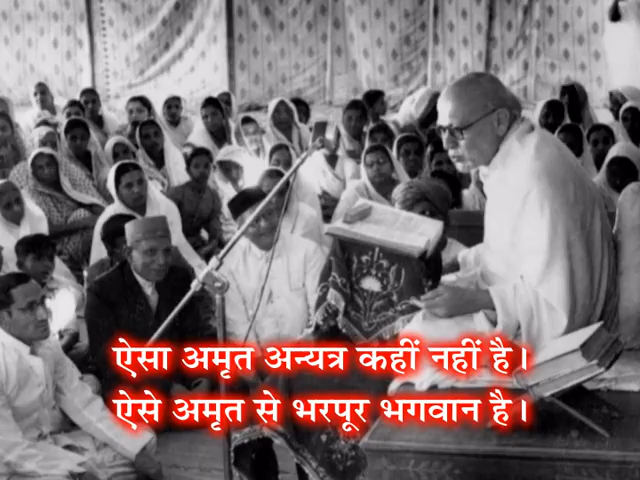 ऐसा अमृत अन्यत्र कहीं नहीं है।
ऐसे अमृत से भरपूर भगवान है।